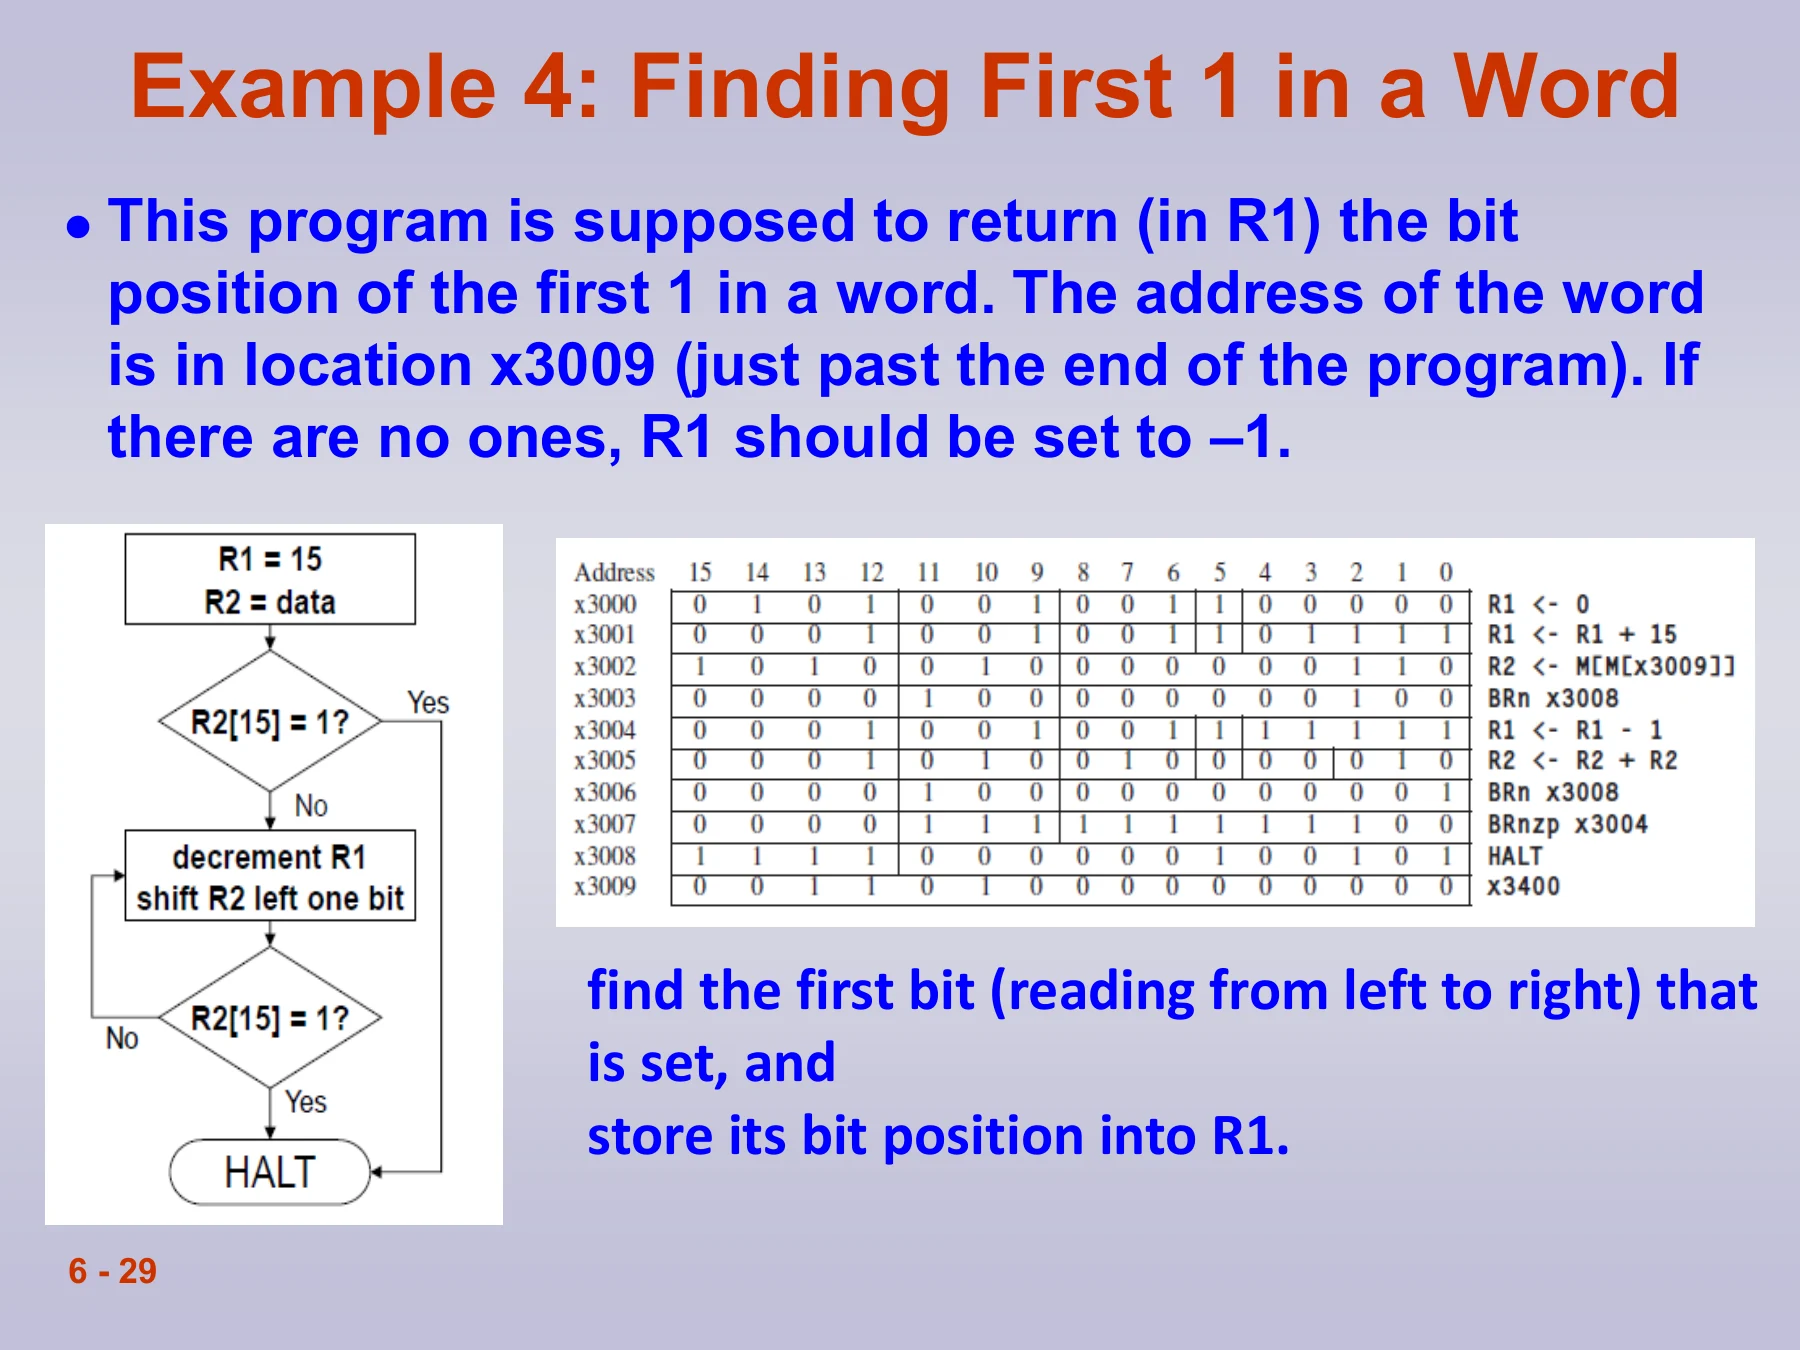 Example 4: Finding First 1 in a Word
● This program is supposed to return (in R1) the bit
position of the first 1 in a word. The address of the word
is in location x3009 (just past the end of the program). If
there are no ones, R1 should be set to –1.
R1 = 15
R2 = data
R2[15] = 1?
Yes
No
decrement R1
shift R2 left one bit
R2[15] = 1?
No
Yes
HALT
Address 15 14 13 12 11 10 9 8 7 6 5 4 3 2 1 0
x3000 0 1 0 1 0 0 1 0 0 1 1 0 0 0 0 0 R1 <- 0
x3001 0 0 0 1 0 0 1 0 0 1 1 0 1 1 1 1 R1 <- R1 + 15
x3002 1 0 1 0 0 1 0 0 0 0 0 0 0 1 1 0 R2 <- M[M[x3009]]
x3003 0 0 0 0 1 0 0 0 0 0 0 0 0 1 0 0 BRn x3008
x3004 0 0 0 1 0 0 1 0 0 1 1 1 1 1 1 1 R1 <- R1 - 1
x3005 0 0 0 1 0 1 0 0 1 0 0 0 0 0 1 0 R2 <- R2 + R2
x3006 0 0 0 0 1 0 0 0 0 0 0 0 0 0 0 1 BRn x3008
x3007 0 0 0 0 1 1 1 1 1 1 1 1 1 1 0 0 BRnzp x3004
x3008 1 1 1 1 0 0 0 0 0 0 1 0 0 1 0 1 HALT
x3009 0 0 1 1 0 1 0 0 0 0 0 0 0 0 0 0 x3400
find the first bit (reading from left to right) that
is set, and
store its bit position into R1.
6 - 29